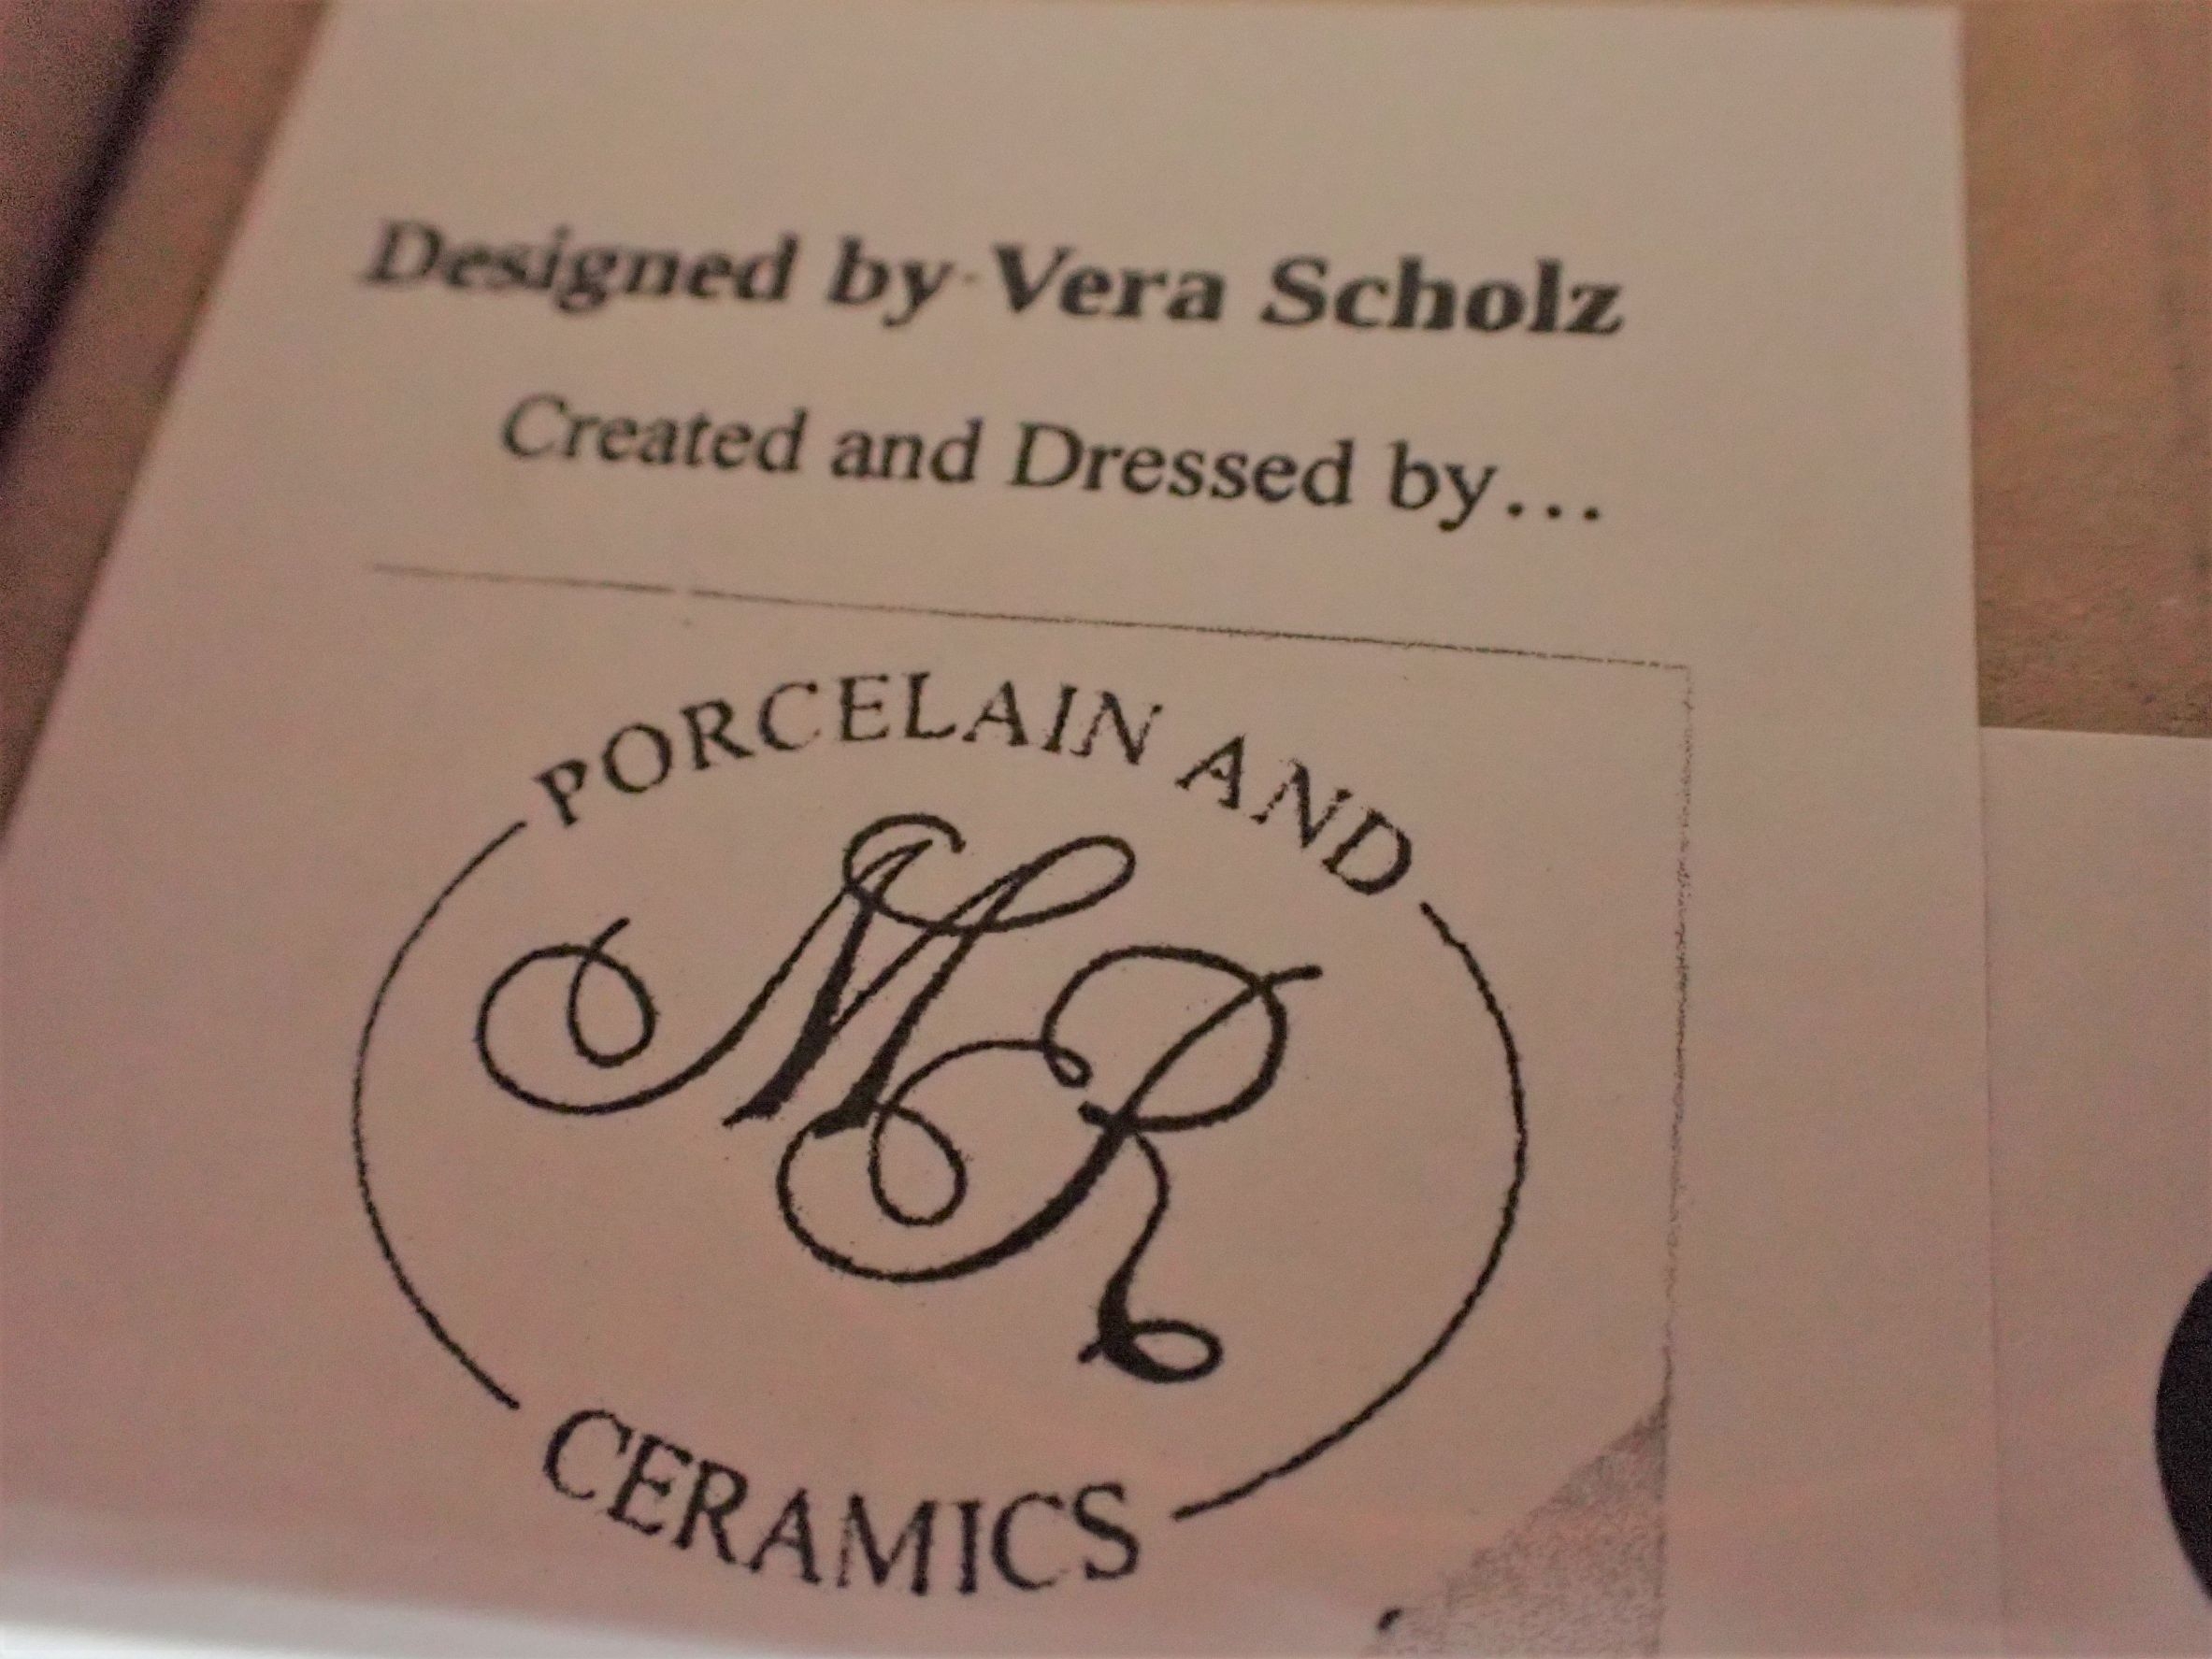 Designed by Vera Scholz
Created and Dressed by...
PORCELAIN AND
MR
CERAMICS